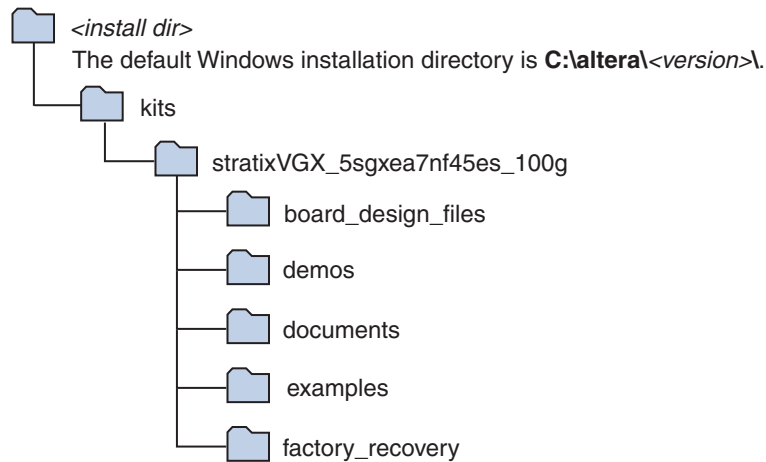 <install dir>
The default Windows installation directory is C:\altera\<version>\.
kits
stratixVGX_5sgxea7nf45es_100g
board_design_files
demos
documents
examples
factory_recovery